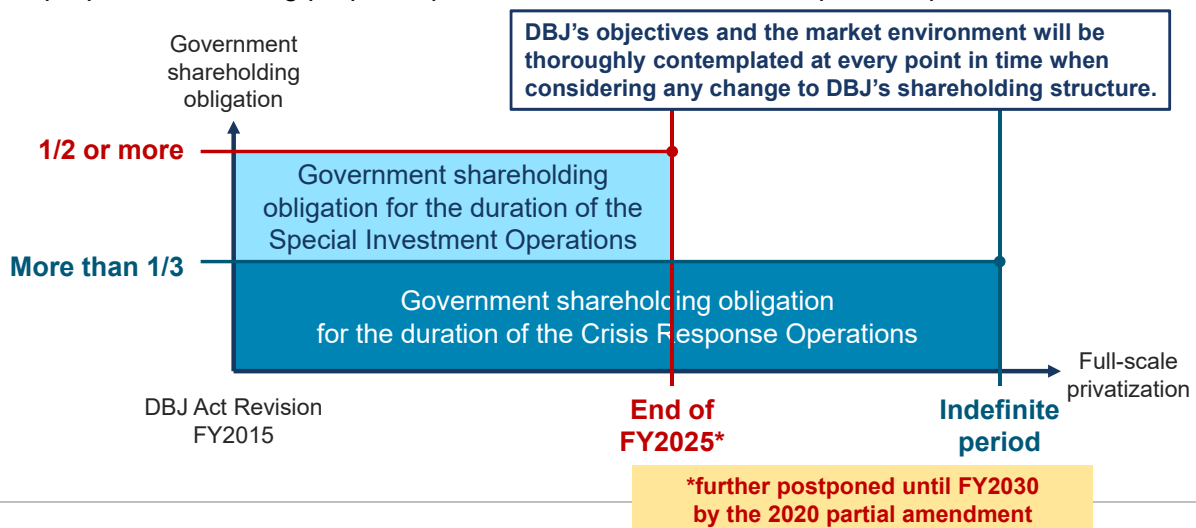 Government
shareholding
obligation
DBJ’s objectives and the market environment will be
thoroughly contemplated at every point in time when
considering any change to DBJ’s shareholding structure.
1/2 or more
Government shareholding
obligation for the duration of the
Special Investment Operations
More than 1/3
Government shareholding obligation
for the duration of the Crisis Response Operations
Full-scale
privatization
DBJ Act Revision
FY2015
End of
FY2025*
Indefinite
period
*further postponed until FY2030
by the 2020 partial amendment